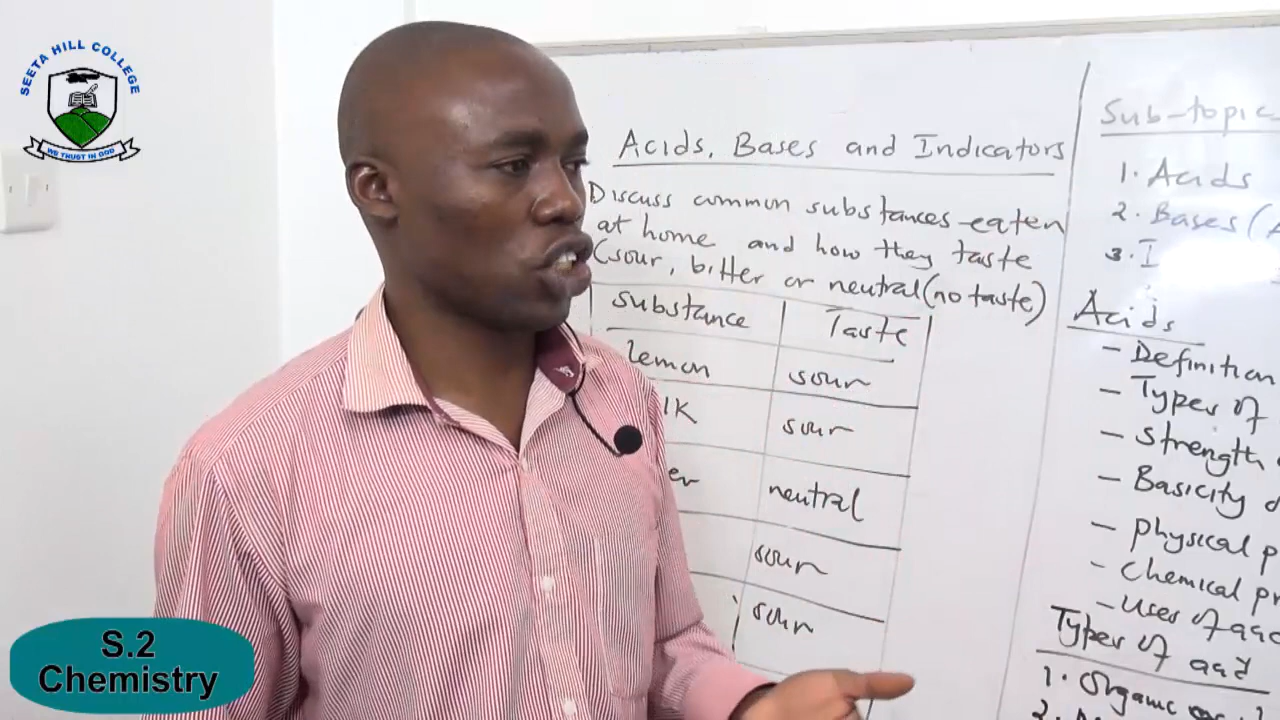 SEETA HILL COLLEGE
WE TRUST IN GOD
Acids, Bases and Indicators
Discuss common substances eaten
at home and how they taste
(sour, bitter or neutral (no taste)
substance Taste
lemon sour
sour
neutral
sour
sour
Sub-topic
1. Acids
2. Bases (
3. I
Acids
- Definition
- Types of
- Strength
- Basicity
- Physical p
- Chemical pr
- Uses of
Types of acid
1. Organic
2.
S.2
Chemistry